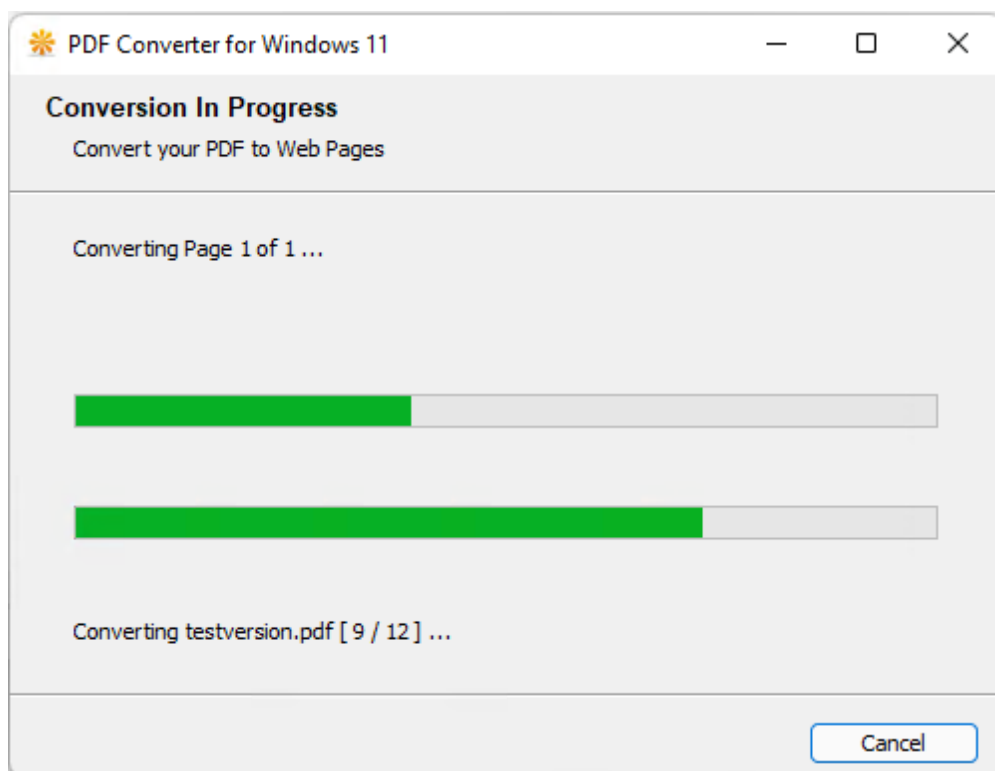 PDF Converter for Windows 11
Conversion In Progress
Convert your PDF to Web Pages
Converting Page 1 of 1 ...
Converting testversion.pdf [ 9 / 12 ] ...
Cancel